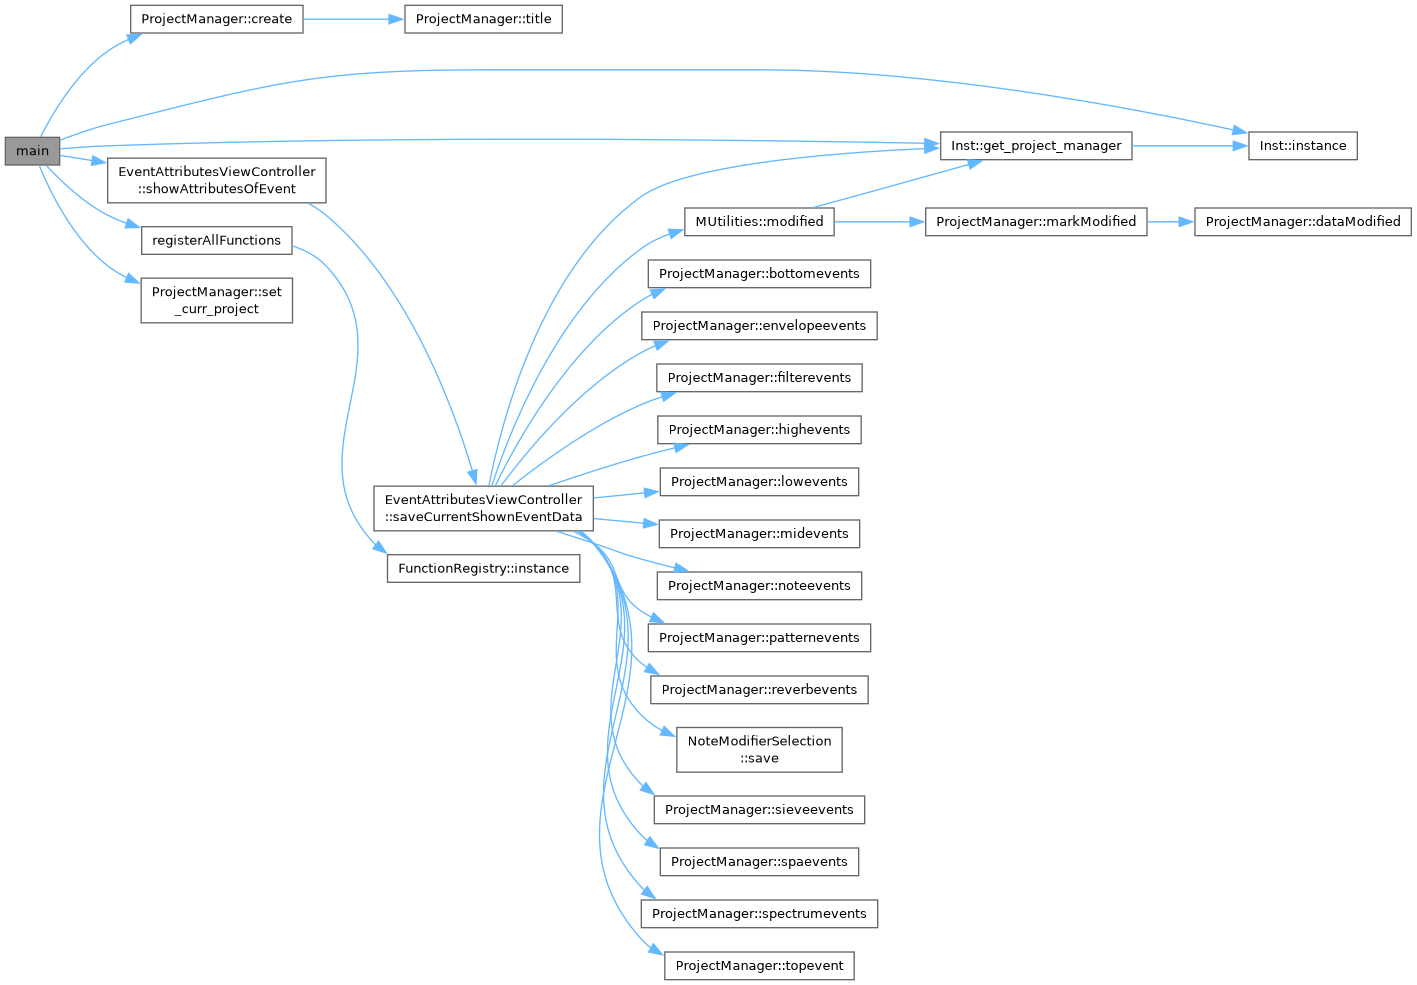 ProjectManager::create
ProjectManager::title
main
Inst::get_project_manager
Inst::instance
EventAttributesViewController
::showAttributesOfEvent
MUtilities::modified
ProjectManager::markModified
ProjectManager::dataModified
registerAllFunctions
ProjectManager::bottomevents
ProjectManager::set
_curr_project
ProjectManager::envelopeevents
ProjectManager::filterevents
ProjectManager::highevents
ProjectManager::lowevents
EventAttributesViewController
::saveCurrentShownEventData
ProjectManager::midevents
FunctionRegistry::instance
ProjectManager::noteevents
ProjectManager::patternevents
ProjectManager::reverbevents
NoteModifierSelection
::save
ProjectManager::sieveevents
ProjectManager::spaevents
ProjectManager::spectrumevents
ProjectManager::topevent